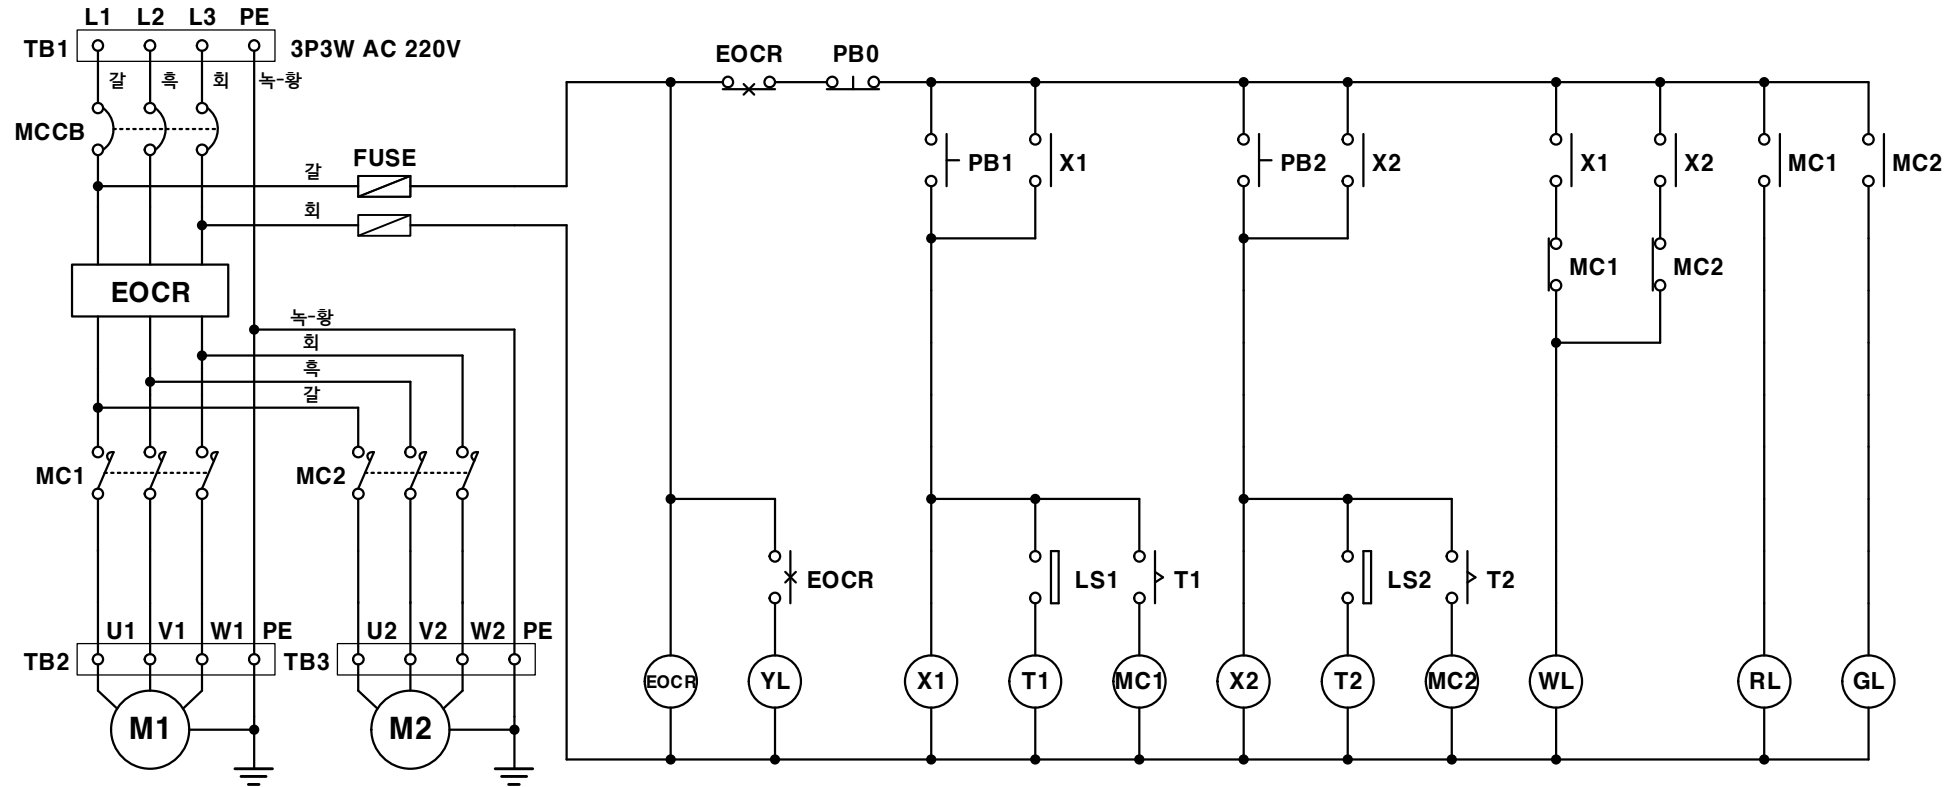 L1 L2 L3 PE
TB1 3P3W AC 220V
갈 흑 회 녹-황
MCCB
FUSE
갈
회
EOCR
녹-황
회
흑
갈
MC1 MC2
U1 V1 W1 PE U2 V2 W2 PE
TB2 TB3
M1 M2
EOCR PB0
PB1 X1 PB2 X2 X1 X2 MC1 MC2
MC1 MC2
EOCR LS1 T1 LS2 T2
EOCR YL X1 T1 MC1 X2 T2 MC2 WL RL GL